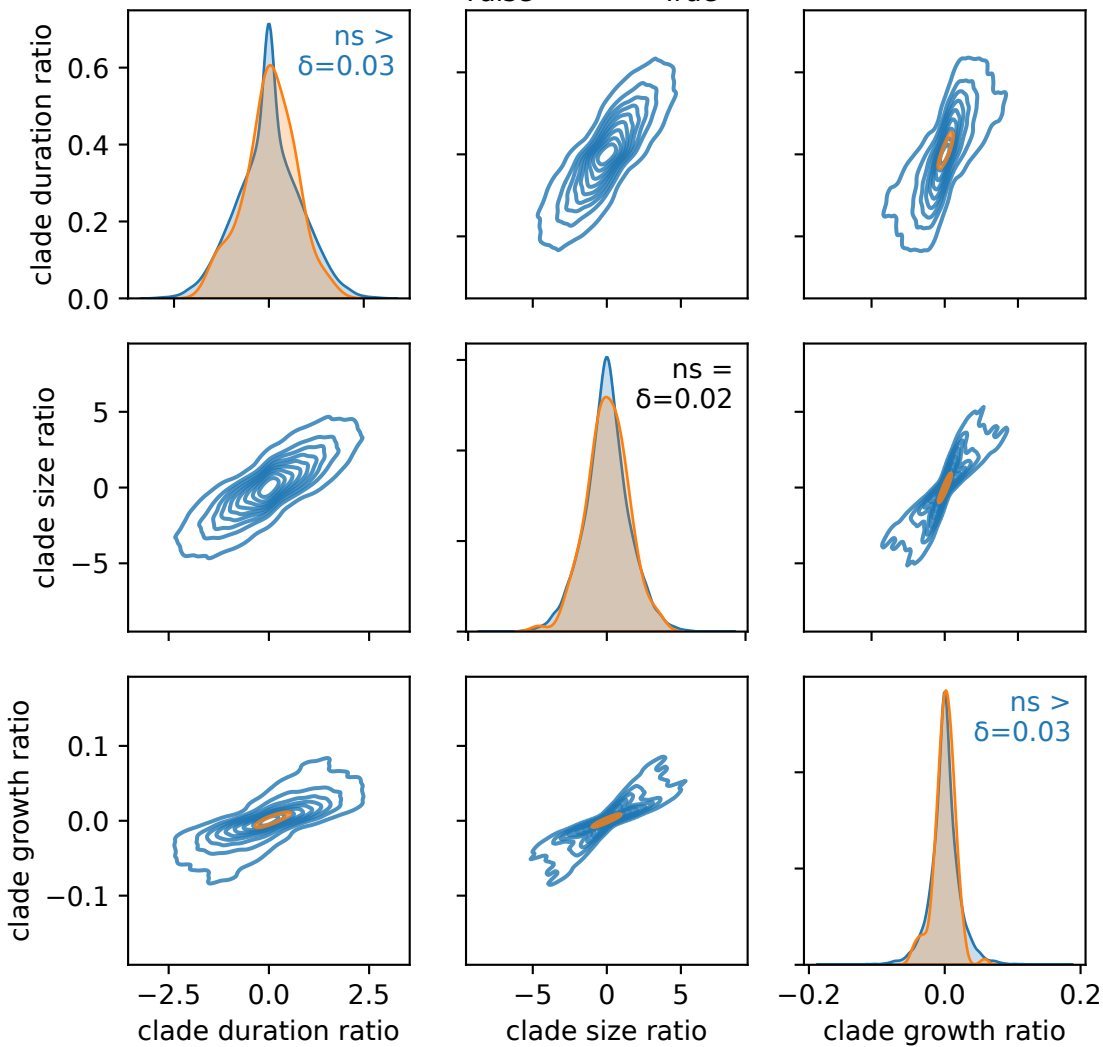 ns >
δ=0.03
clade duration ratio
0.6
0.4
0.2
0.0
ns =
δ=0.02
clade size ratio
5
0
−5
ns >
δ=0.03
clade growth ratio
0.1
0.0
−0.1
−2.5 0.0 2.5
−5 0 5
−0.2 0.0 0.2
clade duration ratio
clade size ratio
clade growth ratio